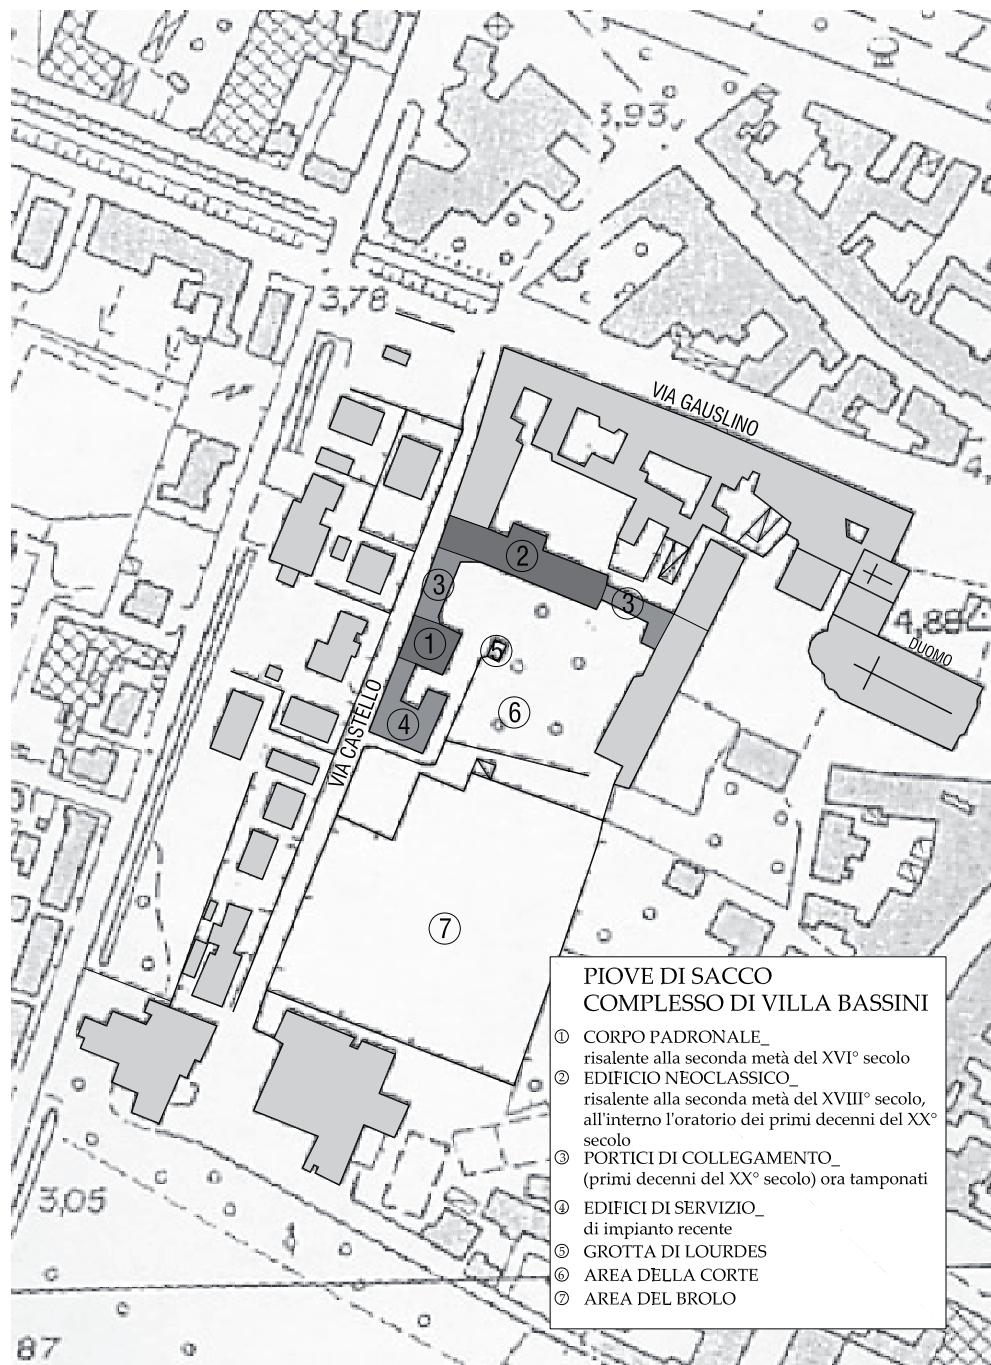 3,93
3,78
VIA GAUSLINO
4,
②
③
③
4,88
DUOMO
①
⑤
⑥
④
VIA CASTELLO
⑦
PIOVE DI SACCO
COMPLESSO DI VILLA BASSINI
① CORPO PADRONALE_
risalente alla seconda metà del XVI° secolo
② EDIFICIO NEOCLASSICO_
risalente alla seconda metà del XVIII° secolo,
all'interno l'oratorio dei primi decenni del XX°
secolo
③ PORTICI DI COLLEGAMENTO_
(primi decenni del XX° secolo) ora tamponati
④ EDIFICI DI SERVIZIO_
di impianto recente
⑤ GROTTA DI LOURDES
⑥ AREA DELLA CORTE
⑦ AREA DEL BROLO
3,05
87